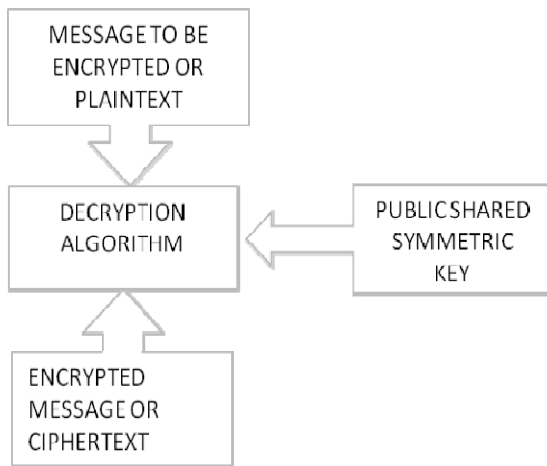 MESSAGE TO BE
ENCRYPTED OR
PLAINTEXT
DECRYPTION
ALGORITHM
PUBLIC SHARED
SYMMETRIC
KEY
ENCRYPTED
MESSAGE OR
CIPHERTEXT